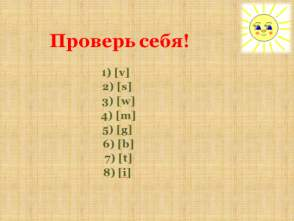 Проверь себя!
1) [v]
2) [s]
3) [w]
4) [m]
5) [g]
6) [b]
7) [t]
8) [i]